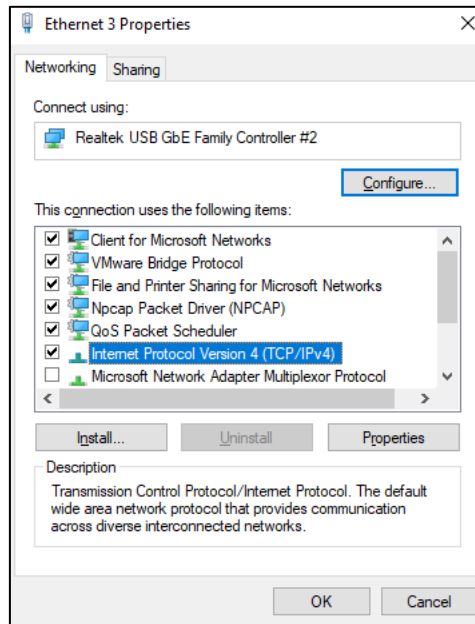 Ethernet 3 Properties
Networking
Sharing
Connect using:
Realtek USB GbE Family Controller #2
Configure...
This connection uses the following items:
Client for Microsoft Networks
VMware Bridge Protocol
File and Printer Sharing for Microsoft Networks
Npcap Packet Driver (NPCAP)
QoS Packet Scheduler
Internet Protocol Version 4 (TCP/IPv4)
Microsoft Network Adapter Multiplexor Protocol
Install...
Uninstall
Properties
Description
Transmission Control Protocol/Internet Protocol. The default
wide area network protocol that provides communication
across diverse interconnected networks.
OK
Cancel